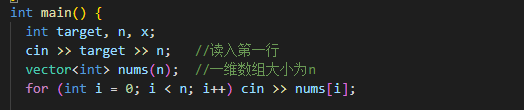 int main() {
int target, n, x;
cin >> target >> n;   //读入第一行
vector<int> nums(n);  //一维数组大小为n
for (int i = 0; i < n; i++) cin >> nums[i];